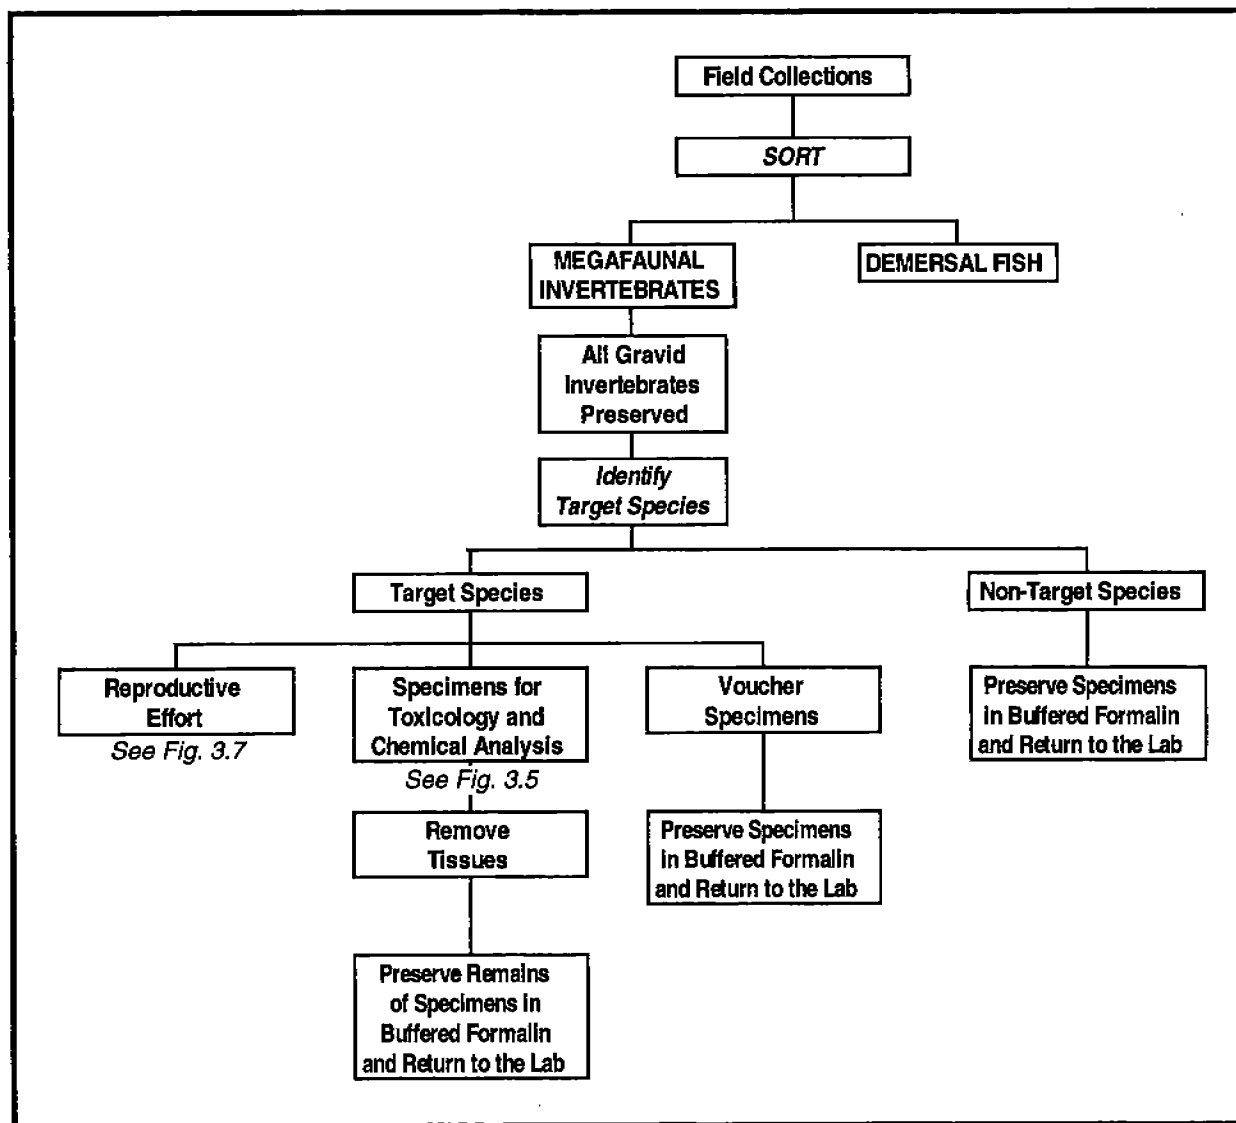 Field Collections
SORT
MEGAFAUNAL
INVERTEBRATES
DEMERSAL FISH
All Gravid
Invertebrates
Preserved
Identify
Target Species
Target Species
Non-Target Species
Reproductive
Effort
See Fig. 3.7
Specimens for
Toxicology and
Chemical Analysis
See Fig. 3.5
Voucher
Specimens
Preserve Specimens
in Buffered Formalin
and Return to the Lab
Remove
Tissues
Preserve Specimens
in Buffered Formalin
and Return to the Lab
Preserve Remains
of Specimens in
Buffered Formalin
and Return to the Lab